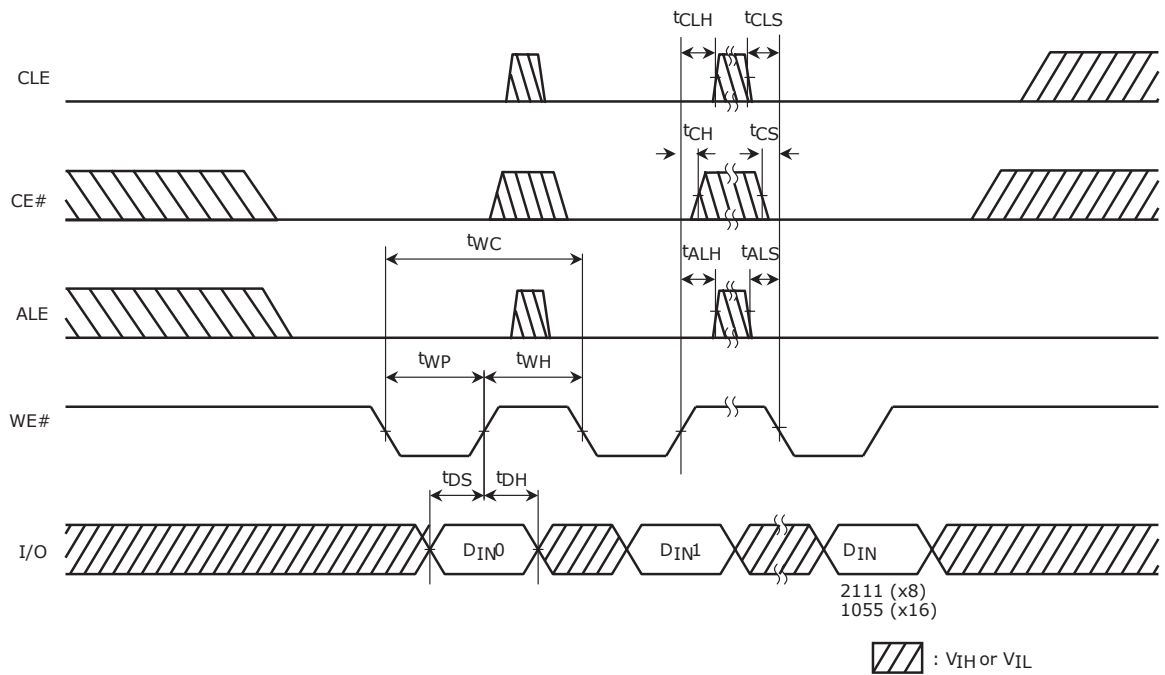 tCLH tCLS
CLE
tCH tCS
CE#
tWC
tALH tALS
ALE
tWP tWH
WE#
tDS tDH
I/O DIN0 DIN1 DIN
2111 (x8)
1055 (x16)
: VIH or VIL